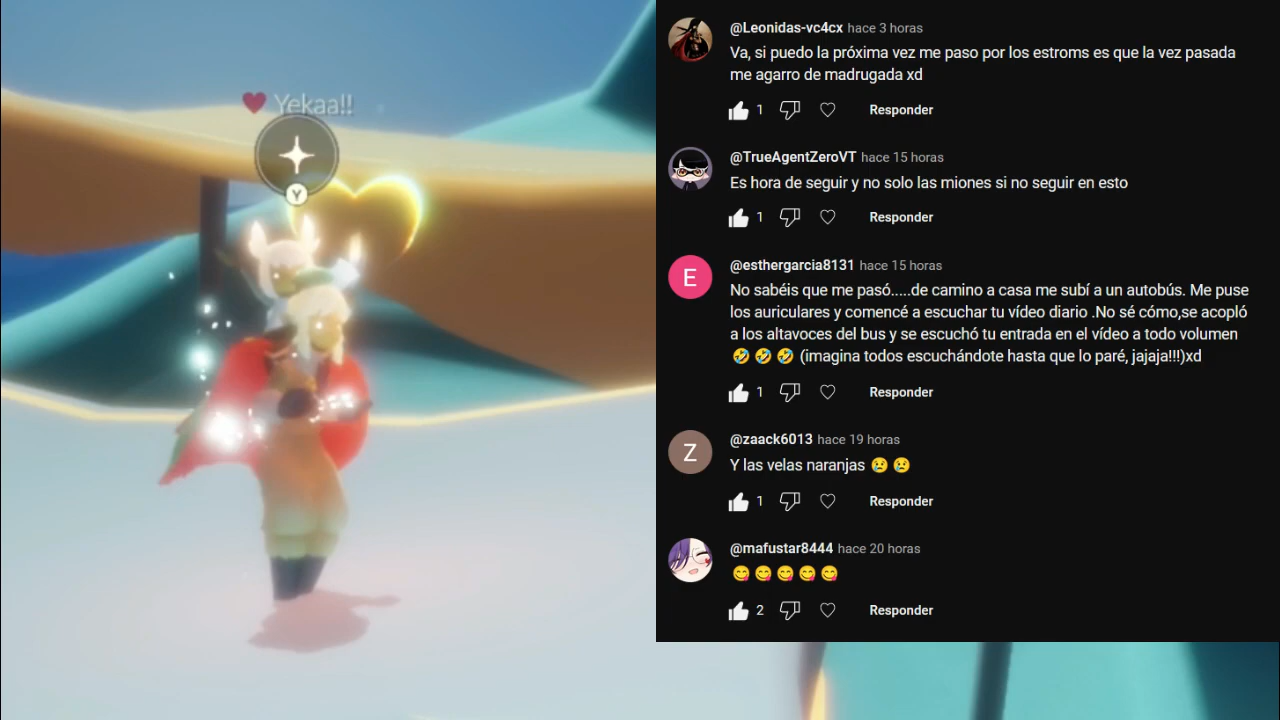 Yekaa!!
Y
@Leonidas-vc4cx hace 3 horas
Va, si puedo la próxima vez me paso por los estroms es que la vez pasada
me agarro de madrugada xd
1 Responder
@TrueAgentZeroVT hace 15 horas
Es hora de seguir y no solo las miones si no seguir en esto
1 Responder
E
@esthergarcia8131 hace 15 horas
No sabéis que me pasó.....de camino a casa me subí a un autobús. Me puse
los auriculares y comencé a escuchar tu vídeo diario .No sé cómo,se acopló
a los altavoces del bus y se escuchó tu entrada en el vídeo a todo volumen
🤣🤣🤣 (imagina todos escuchándote hasta que lo paré, jajaja!!!)xd
1 Responder
Z
@zaack6013 hace 19 horas
Y las velas naranjas 😢😢
1 Responder
@mafustar8444 hace 20 horas
😋😋😋😋😋
2 Responder